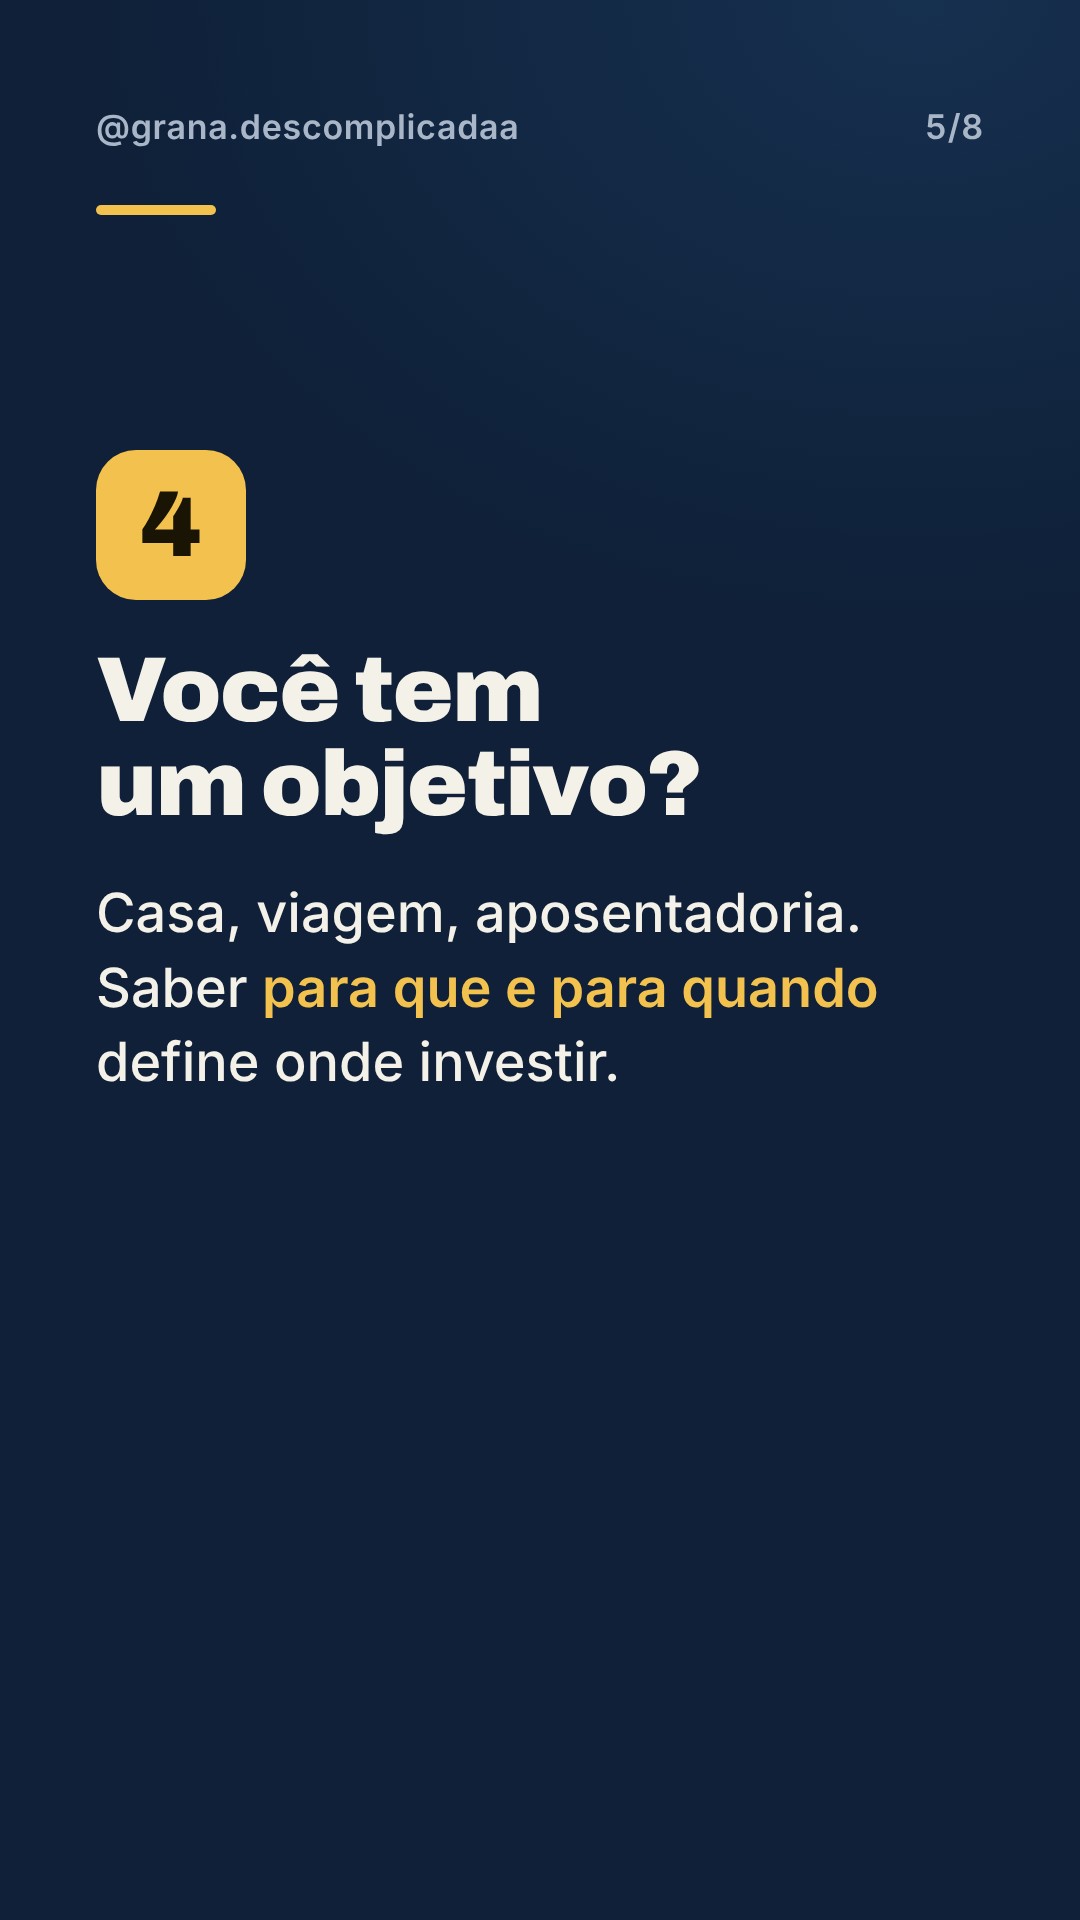 @grana.descomplicadaa
5/8
4
Você tem
um objetivo?
Casa, viagem, aposentadoria.
Saber para que e para quando
define onde investir.